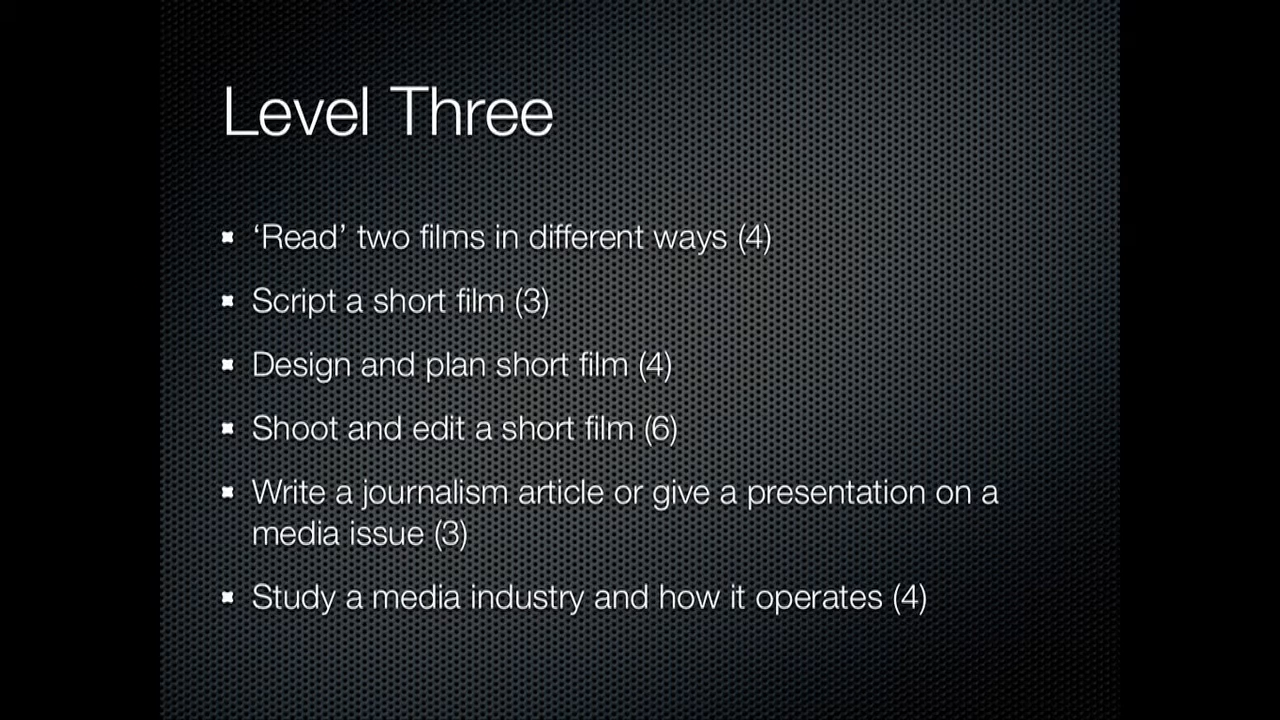 Level Three
‘Read’ two films in different ways (4)
Script a short film (3)
Design and plan short film (4)
Shoot and edit a short film (6)
Write a journalism article or give a presentation on a
media issue (3)
Study a media industry and how it operates (4)